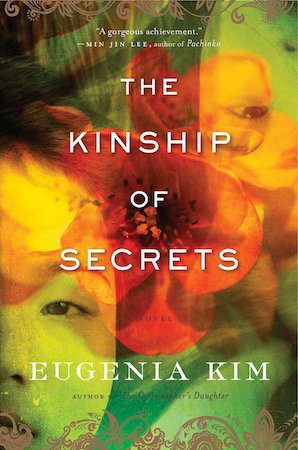 "A gorgeous achievement."
—MIN JIN LEE, author of Pachinko
THE
KINSHIP
OF
SECRETS
A NOVEL
EUGENIA KIM
AUTHOR OF The Calligrapher's Daughter